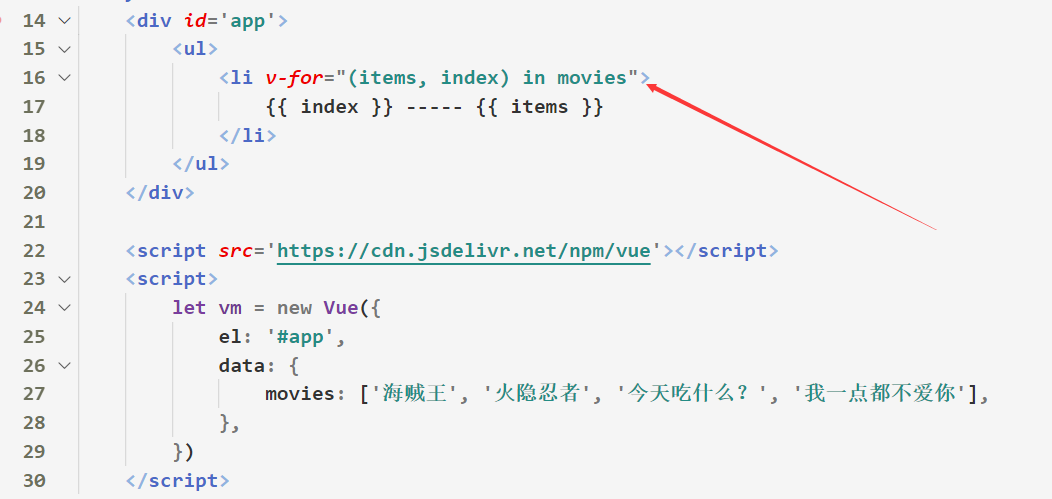 14 <div id='app'>
15 <ul>
16 <li v-for="(items, index) in movies">
17 {{ index }} ----- {{ items }}
18 </li>
19 </ul>
20 </div>
21
22 <script src='https://cdn.jsdelivr.net/npm/vue'></script>
23 <script>
24 let vm = new Vue({
25 el: '#app',
26 data: {
27 movies: ['海贼王', '火隐忍者', '今天吃什么？', '我一点都不爱你'],
28 },
29 })
30 </script>